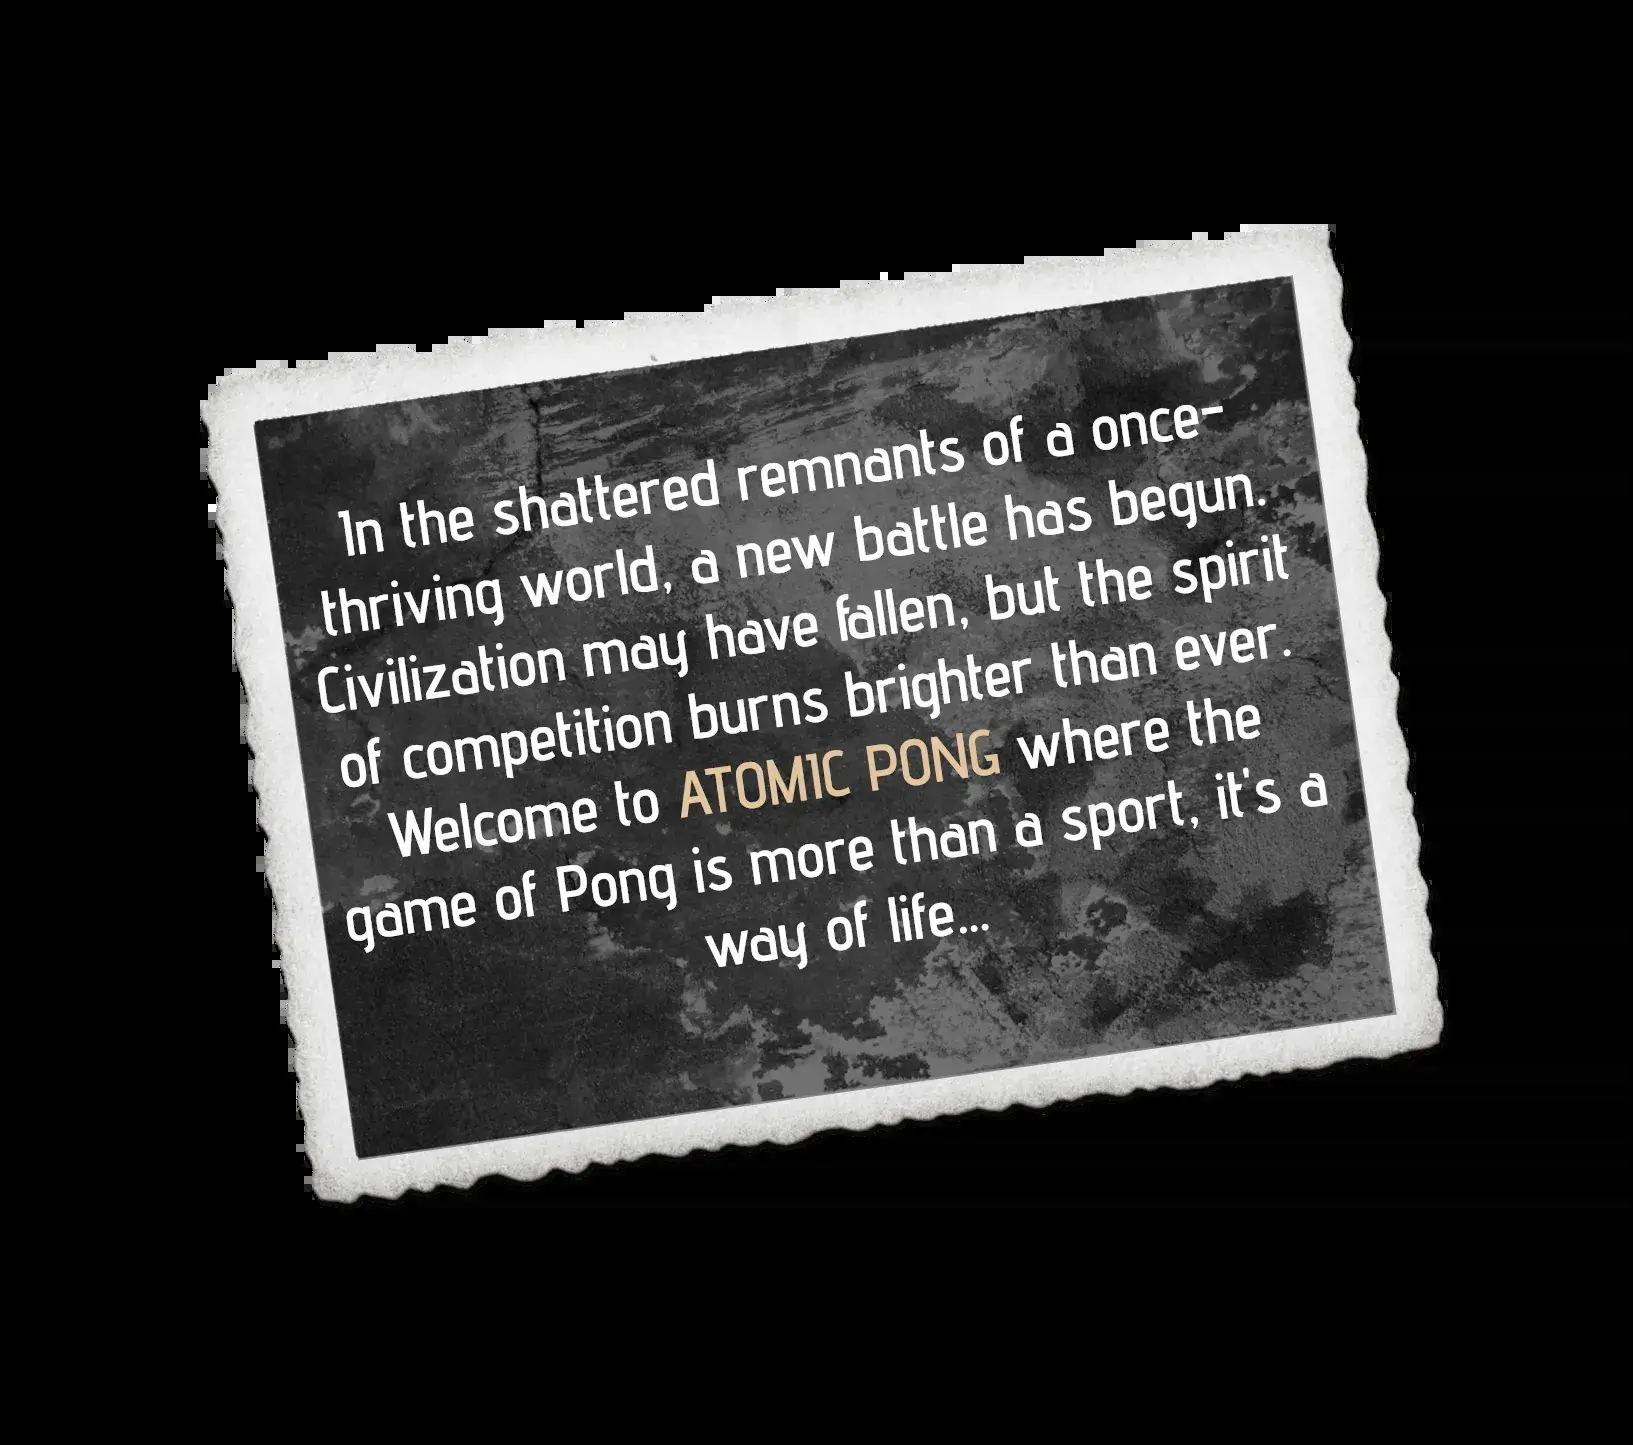 In the shattered remnants of a once-
thriving world, a new battle has begun.
Civilization may have fallen, but the spirit
of competition burns brighter than ever.
Welcome to ATOMIC PONG where the
game of Pong is more than a sport, it's a
way of life...